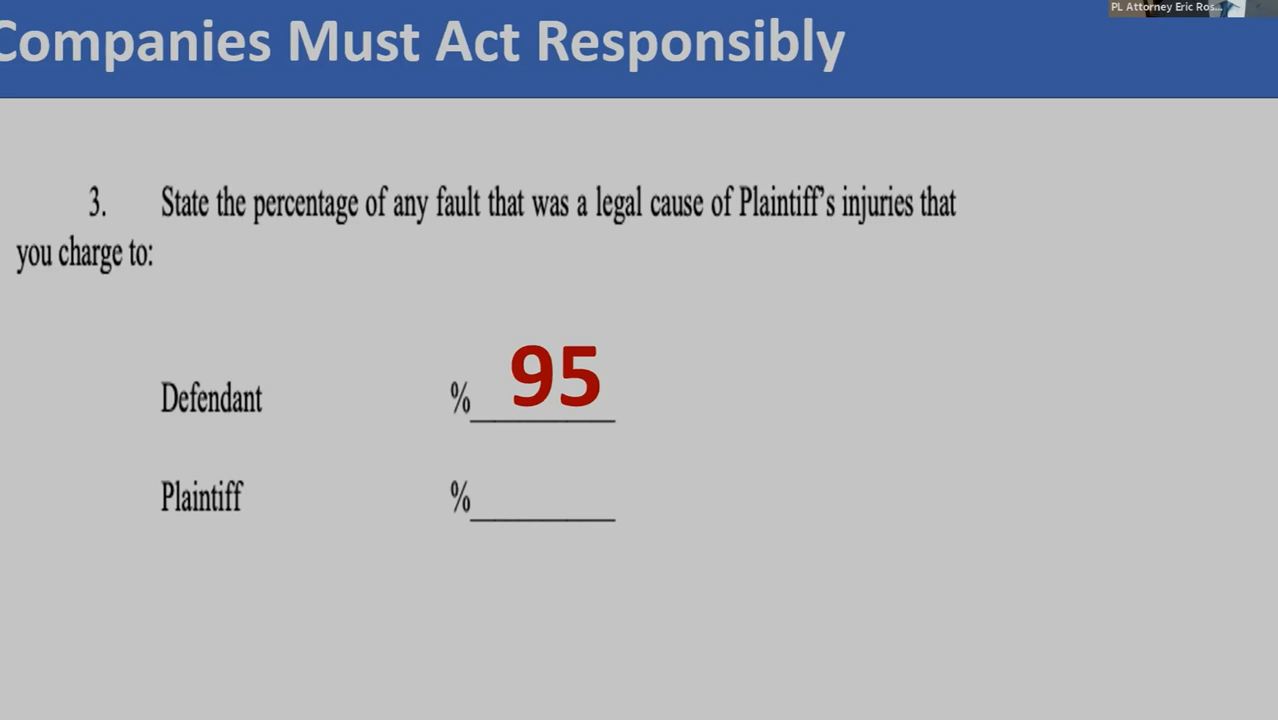 PL Attorney Eric Ros...
Companies Must Act Responsibly
3. State the percentage of any fault that was a legal cause of Plaintiff's injuries that
you charge to:
Defendant % 95
Plaintiff %